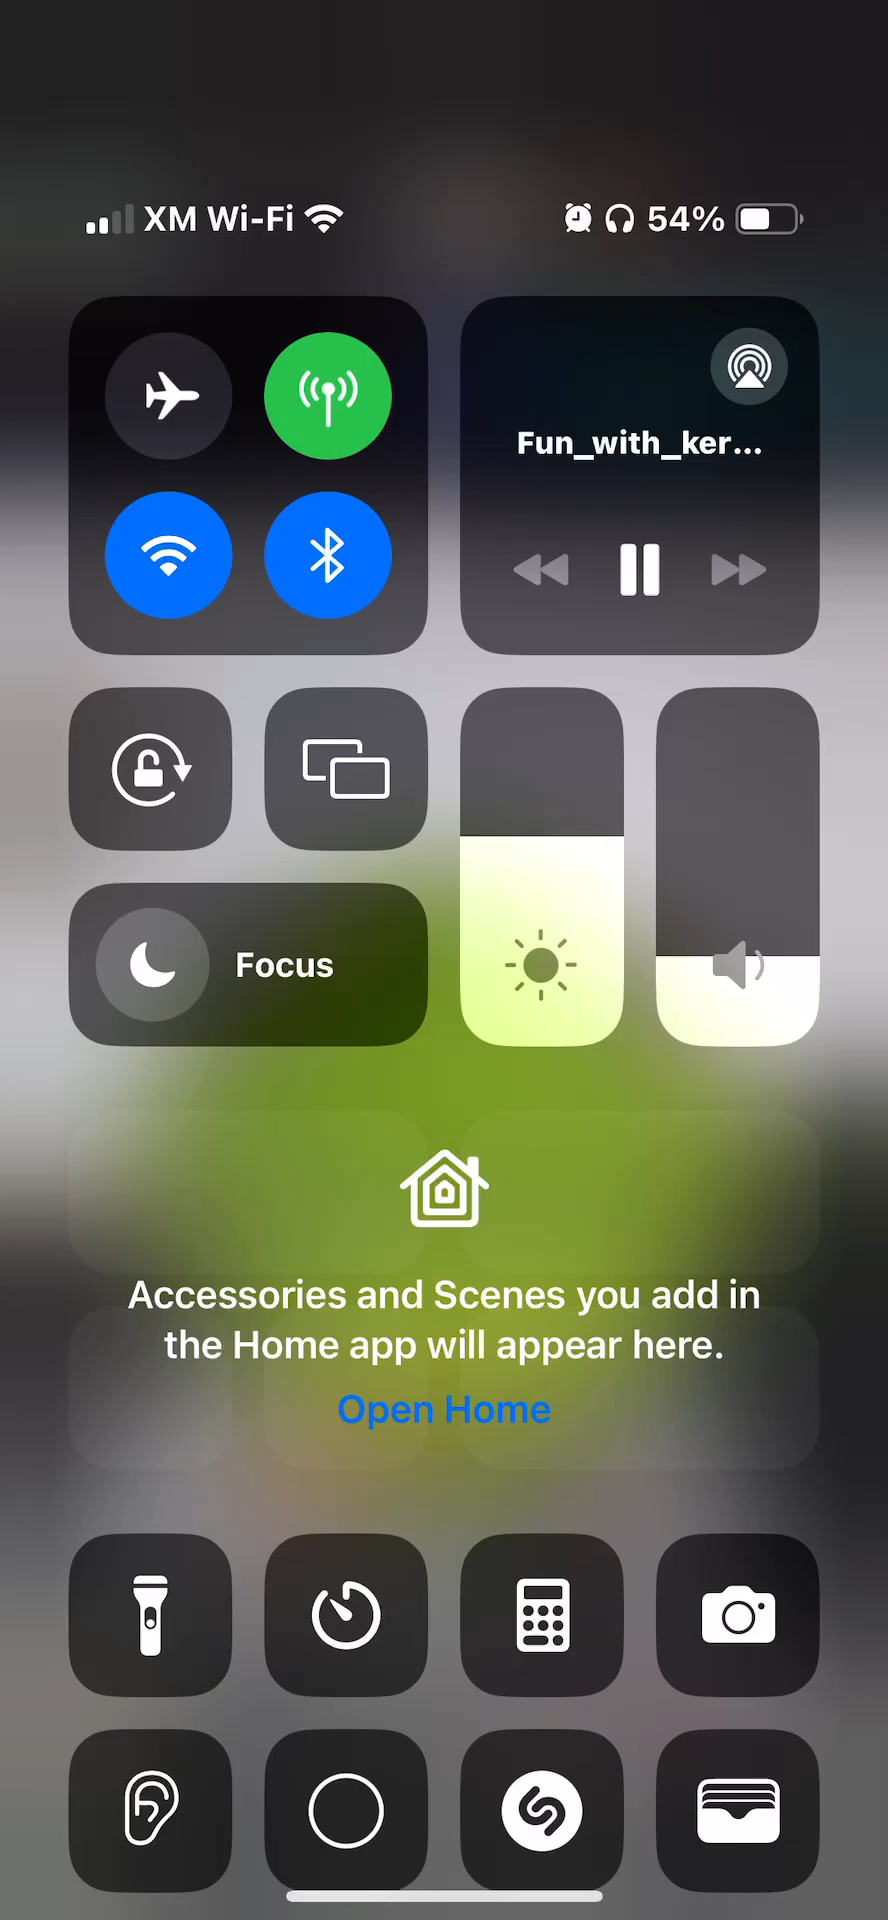 XM Wi-Fi 54%
Fun_with_ker...
Focus
Accessories and Scenes you add in
the Home app will appear here.
Open Home